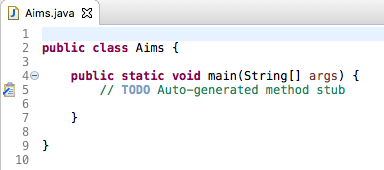 Aims.java
1
2 public class Aims {
3
4 public static void main(String[] args) {
5 // TODO Auto-generated method stub
6
7 }
8
9 }
10